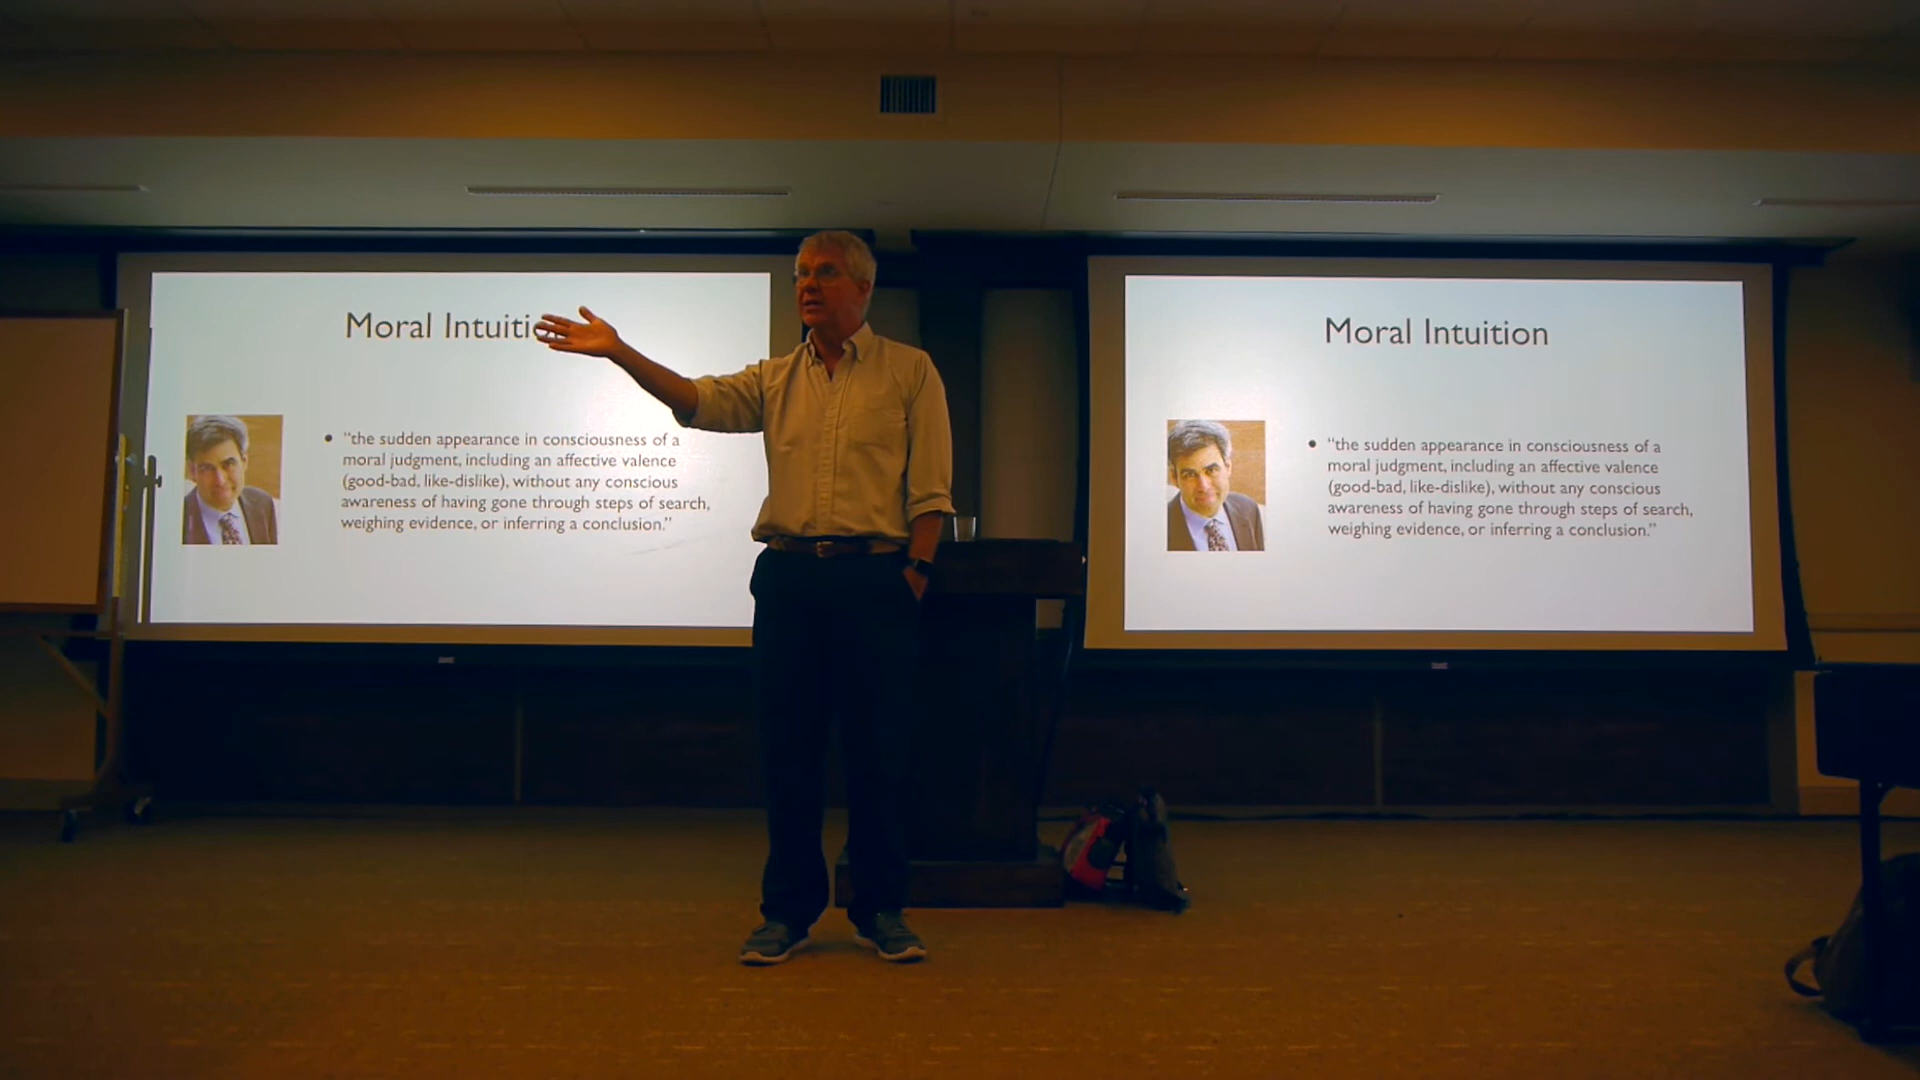 Moral Intuitio
• "the sudden appearance in consciousness of a
moral judgment, including an affective valence
(good-bad, like-dislike), without any conscious
awareness of having gone through steps of search,
weighing evidence, or inferring a conclusion."
Moral Intuition
• "the sudden appearance in consciousness of a
moral judgment, including an affective valence
(good-bad, like-dislike), without any conscious
awareness of having gone through steps of search,
weighing evidence, or inferring a conclusion."